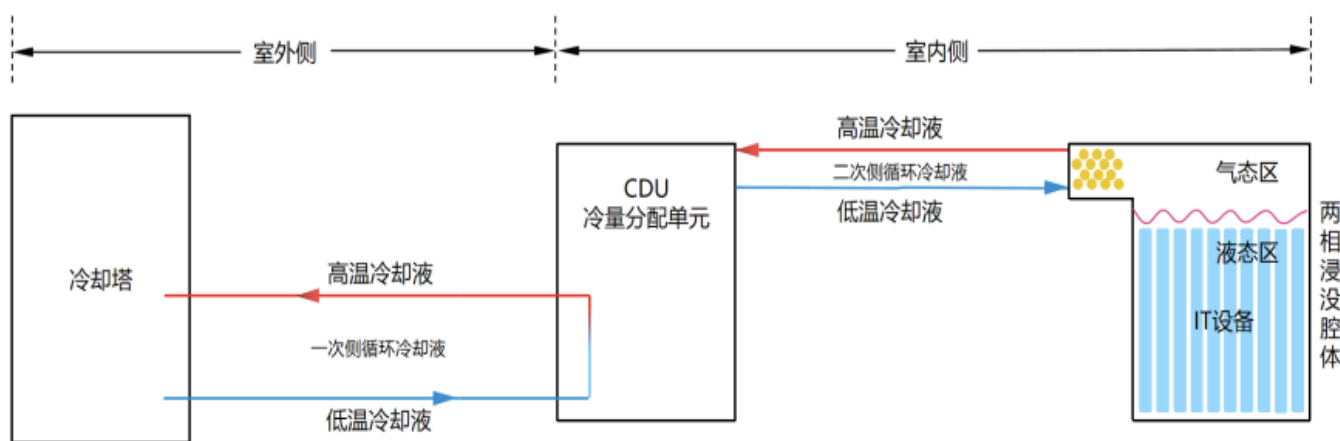 室外侧
室内侧
高温冷却液
二次侧循环冷却液
低温冷却液
CDU
冷量分配单元
气态区
液态区
IT设备
两相浸没腔体
冷却塔
高温冷却液
一次侧循环冷却液
低温冷却液